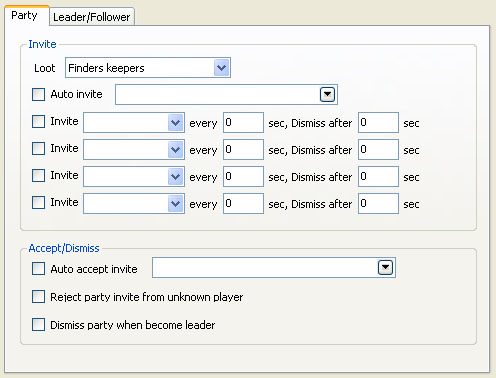 Party Leader/Follower
Invite
Loot Finders keepers
Auto invite
Invite every 0 sec, Dismiss after 0 sec
Invite every 0 sec, Dismiss after 0 sec
Invite every 0 sec, Dismiss after 0 sec
Invite every 0 sec, Dismiss after 0 sec
Accept/Dismiss
Auto accept invite
Reject party invite from unknown player
Dismiss party when become leader